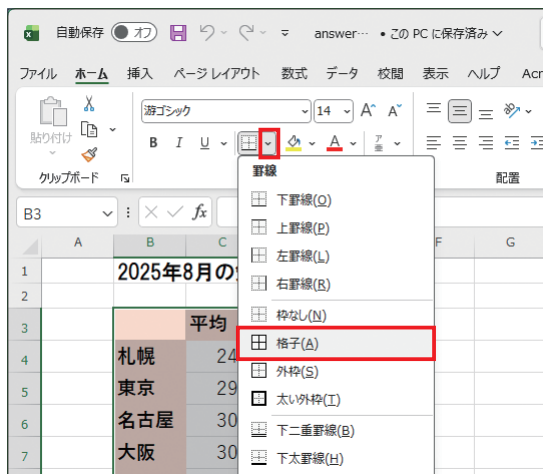 自動保存 オフ answer… • この PC に保存済み
ファイル ホーム 挿入 ページ レイアウト 数式 データ 校閲 表示 ヘルプ Acr
貼り付け 游ゴシック 14 A A
B I U A ア亜
クリップボード 配置
罫線
B3 fx
下罫線(O)
上罫線(P)
左罫線(L)
右罫線(R)
枠なし(N)
格子(A)
外枠(S)
太い外枠(T)
下二重罫線(B)
下太罫線(H)
A B C F G
1 2025年8月の
2
3 平均
4 札幌 24
5 東京 29
6 名古屋 30
7 大阪 30